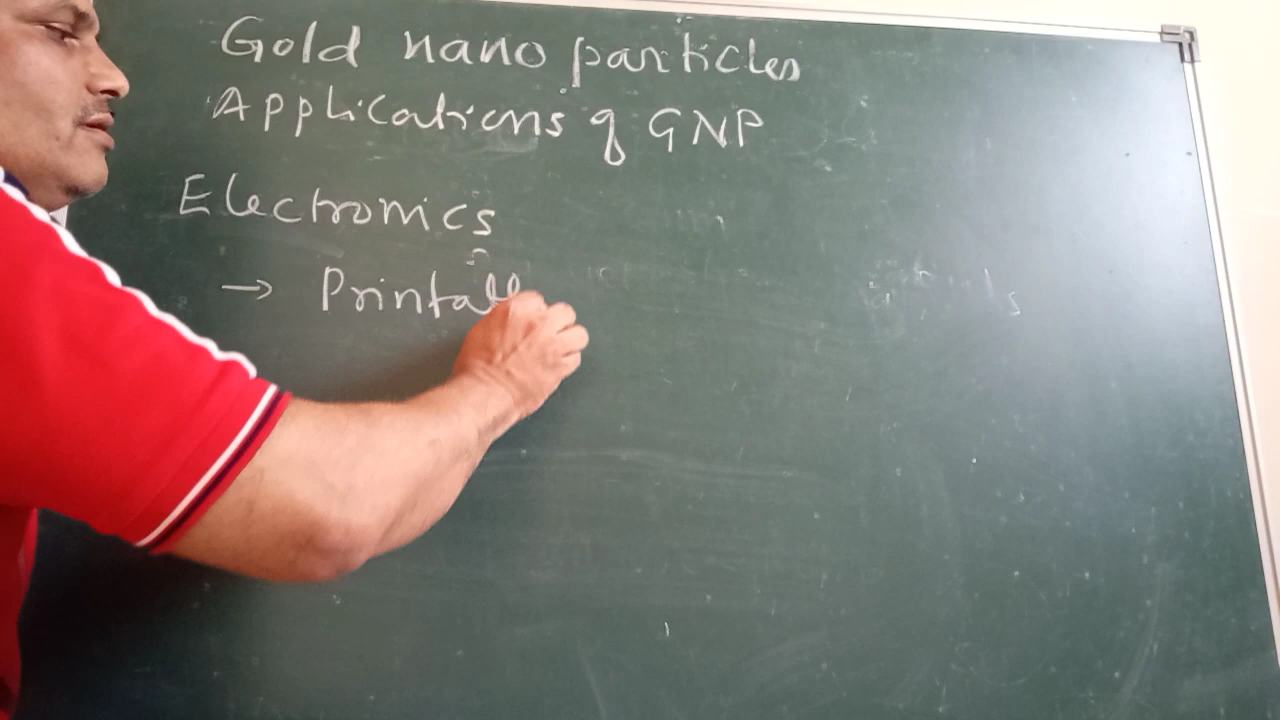 Gold nano particles
Applications of GNP
Electronics
→ Printabl